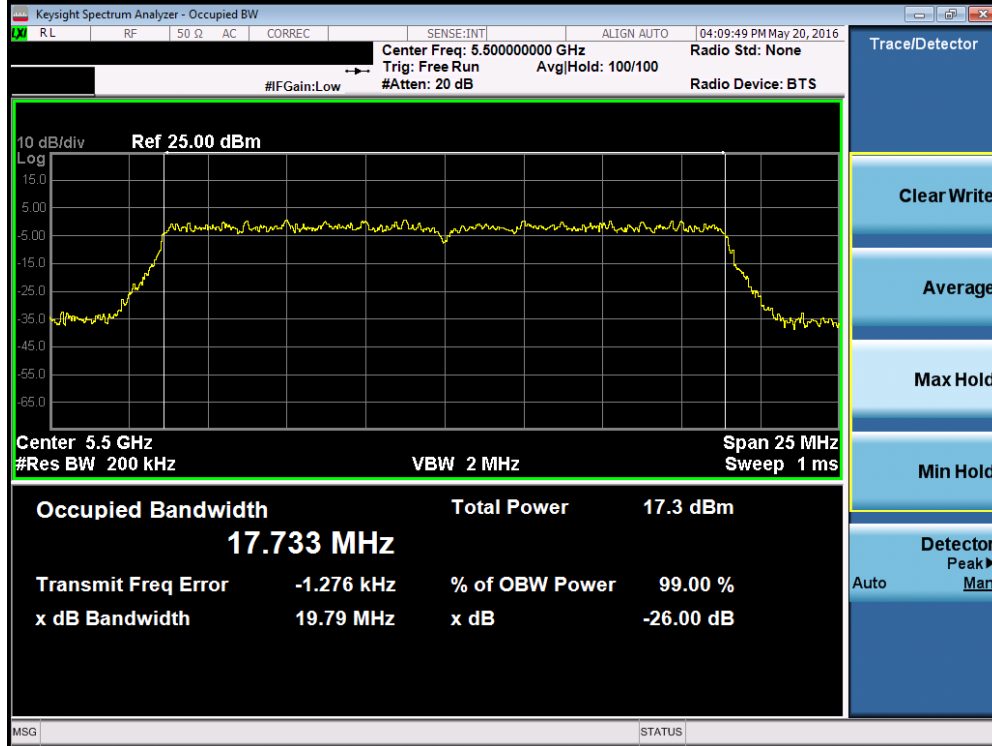 Keysight Spectrum Analyzer - Occupied BW
LXI RL RF 50 Ω AC CORREC SENSE:INT ALIGN AUTO 04:09:49 PM May 20, 2016
Center Freq: 5.500000000 GHz Radio Std: None
Trig: Free Run Avg|Hold: 100/100
#IFGain:Low #Atten: 20 dB Radio Device: BTS
Trace/Detector
10 dB/div Ref 25.00 dBm
Log
15.0
5.00
-5.00
-15.0
-25.0
-35.0
-45.0
-55.0
-65.0
Center 5.5 GHz Span 25 MHz
#Res BW 200 kHz VBW 2 MHz Sweep 1 ms
Occupied Bandwidth Total Power 17.3 dBm
17.733 MHz
Transmit Freq Error -1.276 kHz % of OBW Power 99.00 %
x dB Bandwidth 19.79 MHz x dB -26.00 dB
Clear Write
Average
Max Hold
Min Hold
Detector
Peak
Auto Man
MSG STATUS